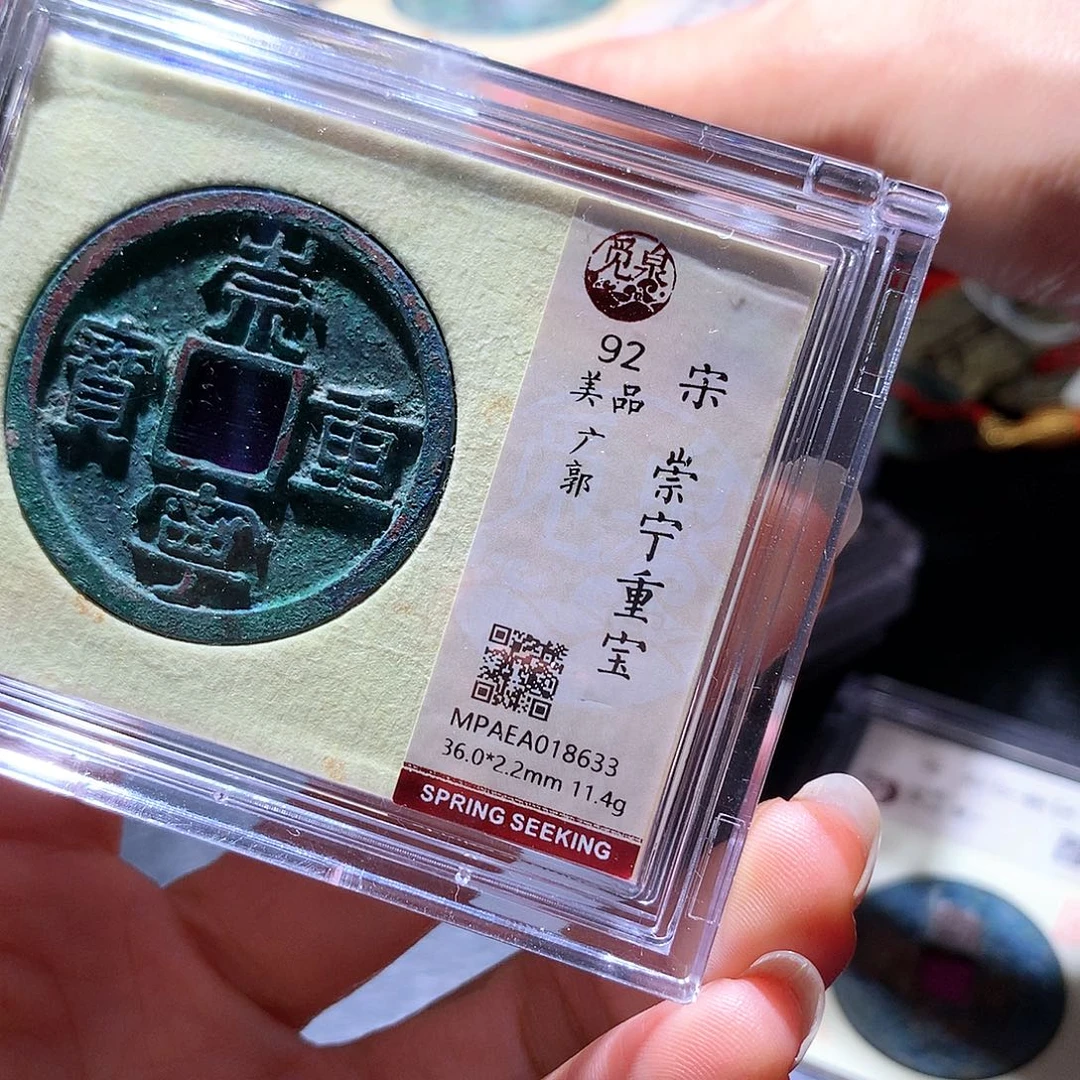 崇寧重寶
觅泉
92
美品
广郭
宋 崇宁重宝
MPAEA018633
36.0*2.2mm 11.4g
SPRING SEEKING